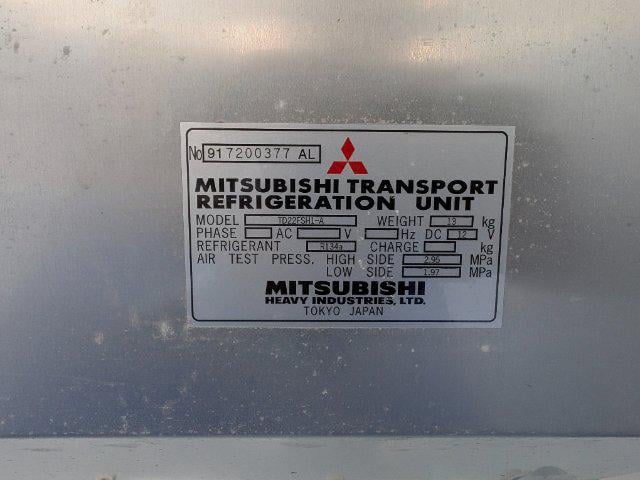 No 917200377 AL
MITSUBISHI TRANSPORT
REFRIGERATION UNIT
MODEL TD22FSHL-A WEIGHT 13 kg
PHASE AC V Hz DC 12 V
REFRIGERANT R134a CHARGE kg
AIR TEST PRESS. HIGH SIDE 2.96 MPa
LOW SIDE 1.97 MPa
MITSUBISHI
HEAVY INDUSTRIES, LTD.
TOKYO JAPAN